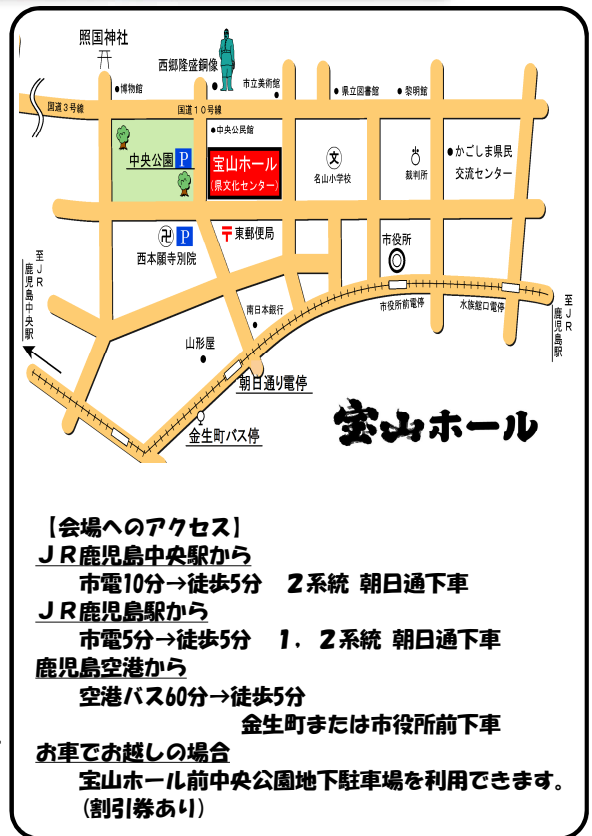 照国神社
西郷隆盛銅像
市立美術館
●博物館
●県立図書館
●黎明館
国道3号線
国道10号線
●中央公民館
中央公園 P
宝山ホール
(県文化センター)
文
名山小学校
裁判所
●かごしま県民
交流センター
卍 P
西本願寺別院
〒東郵便局
市役所
至JR鹿児島中央駅
南日本銀行
市役所前電停
水族館口電停
至JR鹿児島駅
山形屋
朝日通り電停
金生町バス停
宝山ホール
【会場へのアクセス】
JR鹿児島中央駅から
市電10分→徒歩5分 2系統 朝日通下車
JR鹿児島駅から
市電5分→徒歩5分 1，2系統 朝日通下車
鹿児島空港から
空港バス60分→徒歩5分
金生町または市役所前下車
お車でお越しの場合
宝山ホール前中央公園地下駐車場を利用できます。
(割引券あり)